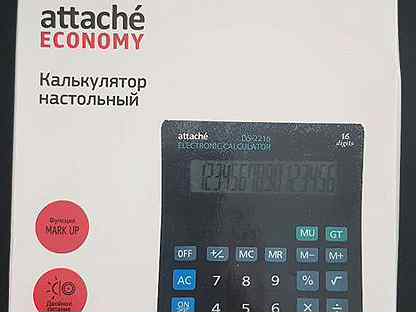 attaché
ECONOMY
Калькулятор
настольный
attaché DS-2216 16
ELECTRONIC CALCULATOR digits
Функция
MARK UP
MU GT
OFF +/− MC MR M− M+
AC 7 8 9 % √
ON 4 5 6 × ÷
Двойное
питание